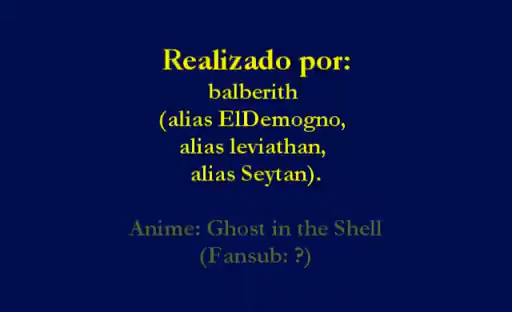 Realizado por:
balberith
(alias ElDemogno,
alias leviathan,
alias Seytan).
Anime: Ghost in the Shell
(Fansub: ?)